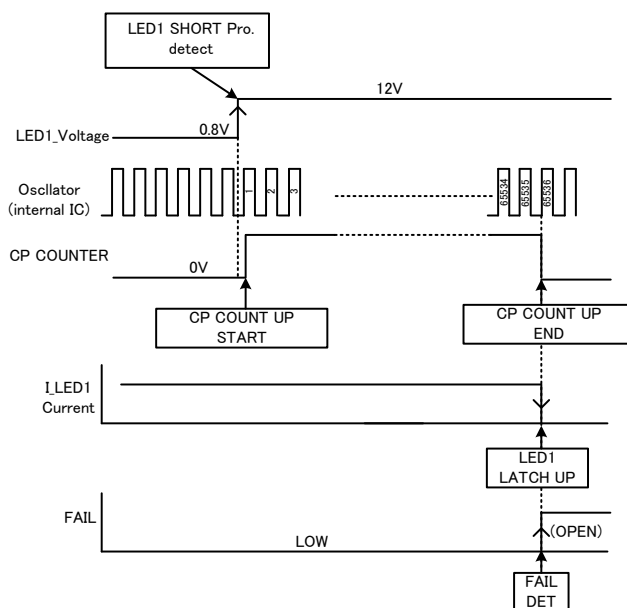 LED1 SHORT Pro.
detect
12V
0.8V
LED1_Voltage
Oscllator
(internal IC)
1
2
3
65534
65535
65536
CP COUNTER
0V
CP COUNT UP
START
CP COUNT UP
END
I_LED1
Current
LED1
LATCH UP
FAIL
(OPEN)
LOW
FAIL
DET